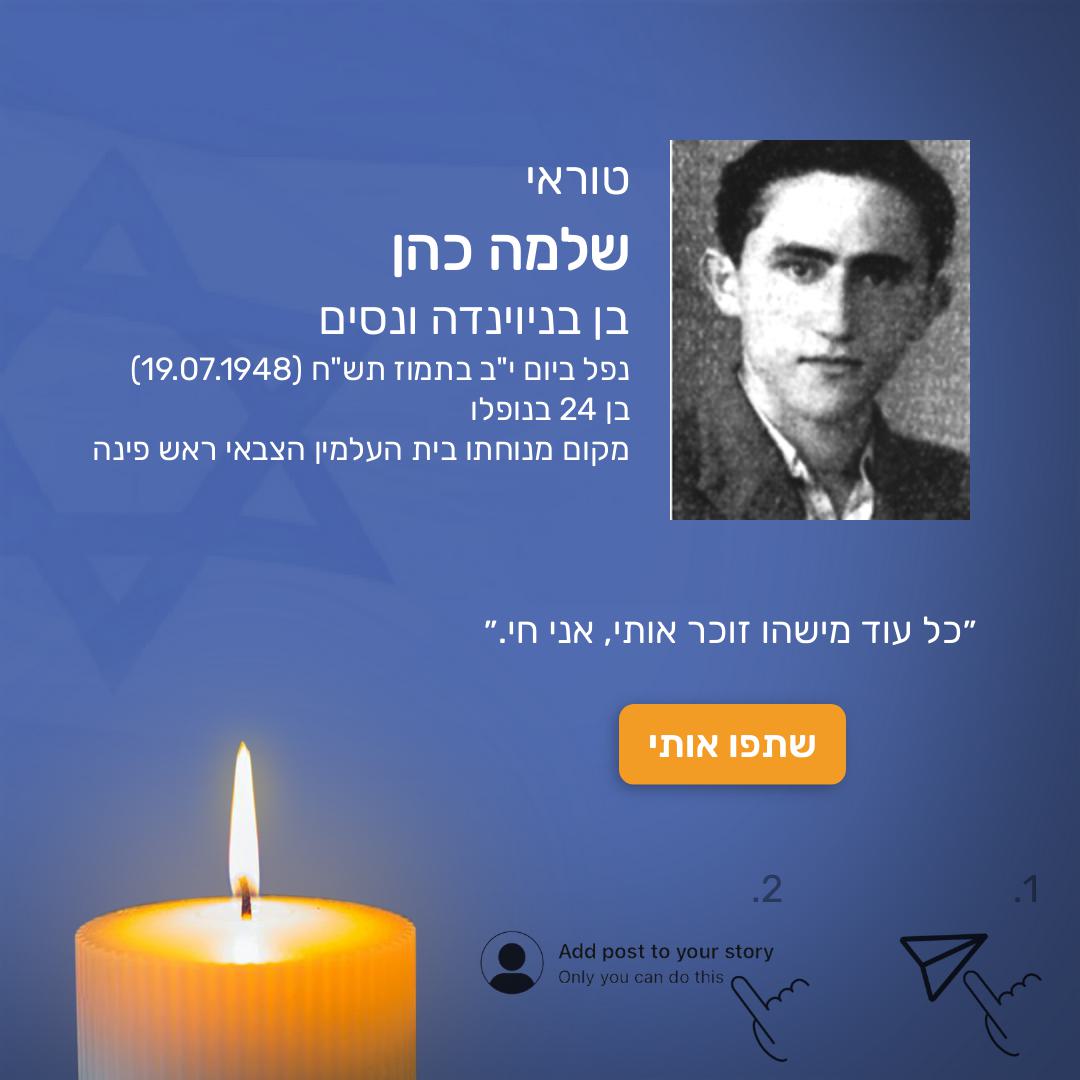 טוראי
שלמה כהן
בן בניוינדה ונסים
נפל ביום י"ב בתמוז תש"ח (19.07.1948)
בן 24 בנופלו
מקום מנוחתו בית העלמין הצבאי ראש פינה
״כל עוד מישהו זוכר אותי, אני חי.״
שתפו אותי
1.
2.
Add post to your story
Only you can do this